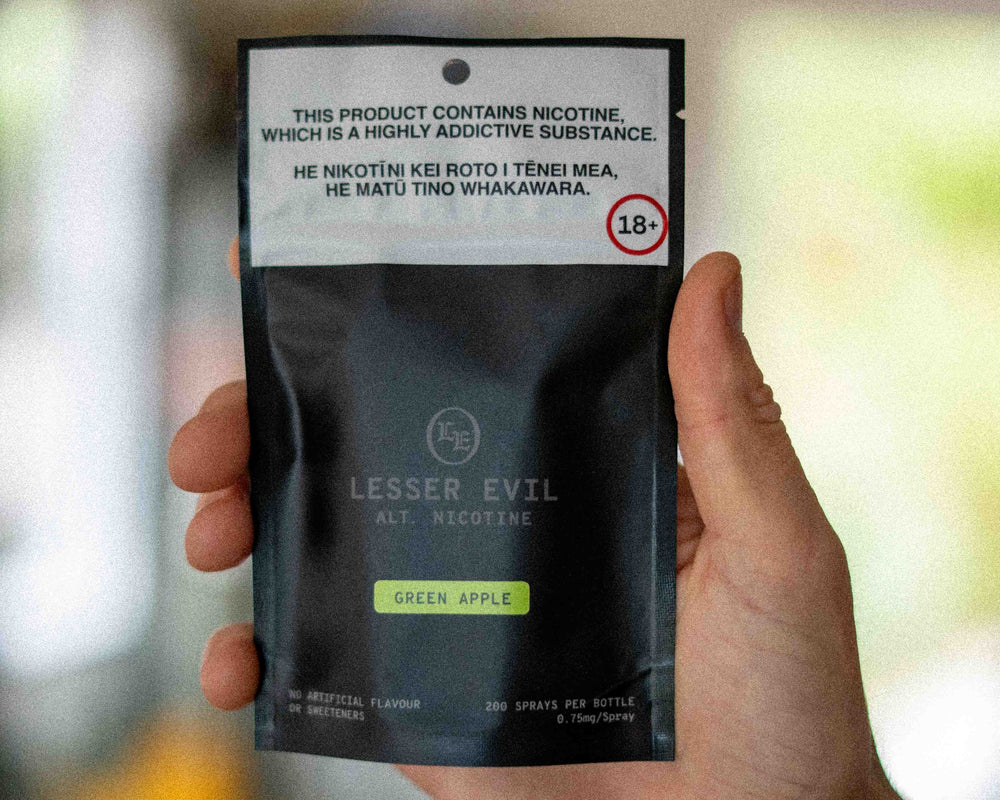 THIS PRODUCT CONTAINS NICOTINE,
WHICH IS A HIGHLY ADDICTIVE SUBSTANCE.
HE NIKOTĪNI KEI ROTO I TĒNEI MEA,
HE MATŪ TINO WHAKAWARA.
18+
LE
LESSER EVIL
ALT. NICOTINE
GREEN APPLE
NO ARTIFICIAL FLAVOUR
OR SWEETENERS
200 SPRAYS PER BOTTLE
0.75mg/Spray